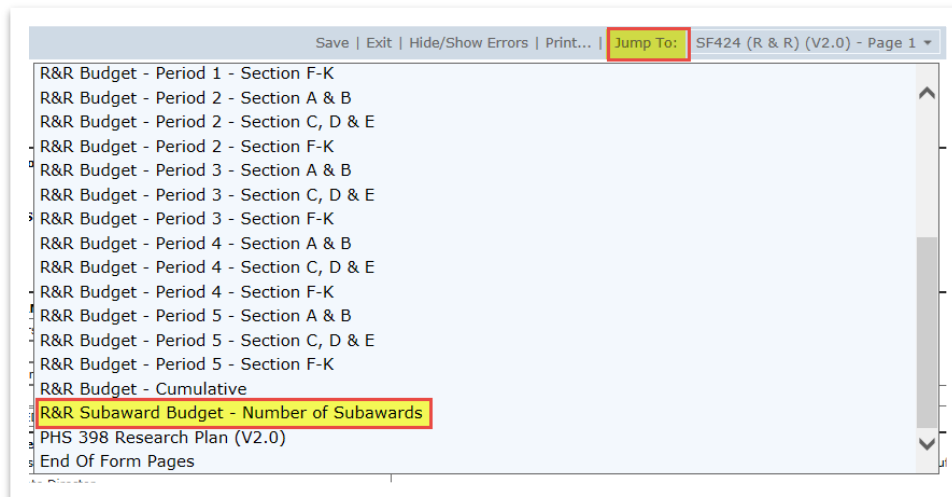 Save | Exit | Hide/Show Errors | Print... | Jump To: SF424 (R & R) (V2.0) - Page 1
R&R Budget - Period 1 - Section F-K
R&R Budget - Period 2 - Section A & B
R&R Budget - Period 2 - Section C, D & E
R&R Budget - Period 2 - Section F-K
R&R Budget - Period 3 - Section A & B
R&R Budget - Period 3 - Section C, D & E
R&R Budget - Period 3 - Section F-K
R&R Budget - Period 4 - Section A & B
R&R Budget - Period 4 - Section C, D & E
R&R Budget - Period 4 - Section F-K
R&R Budget - Period 5 - Section A & B
R&R Budget - Period 5 - Section C, D & E
R&R Budget - Period 5 - Section F-K
R&R Budget - Cumulative
R&R Subaward Budget - Number of Subawards
PHS 398 Research Plan (V2.0)
End Of Form Pages